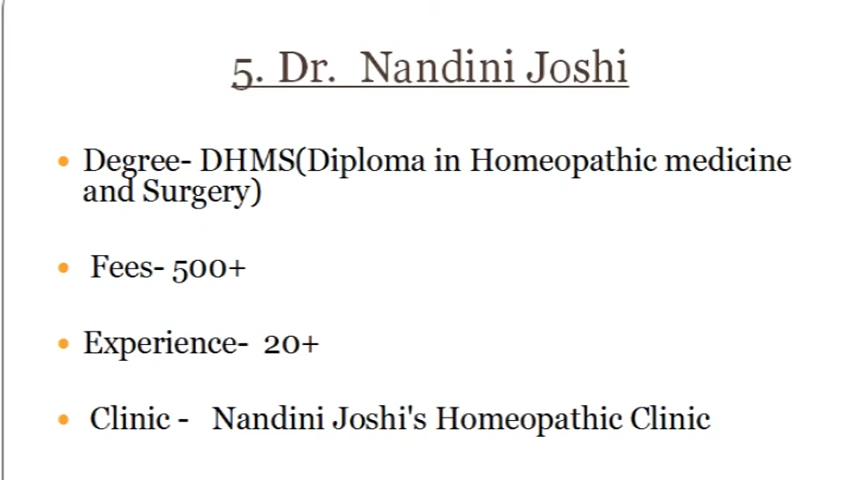 5. Dr. Nandini Joshi
Degree- DHMS(Diploma in Homeopathic medicine
and Surgery)
Fees- 500+
Experience- 20+
Clinic - Nandini Joshi's Homeopathic Clinic